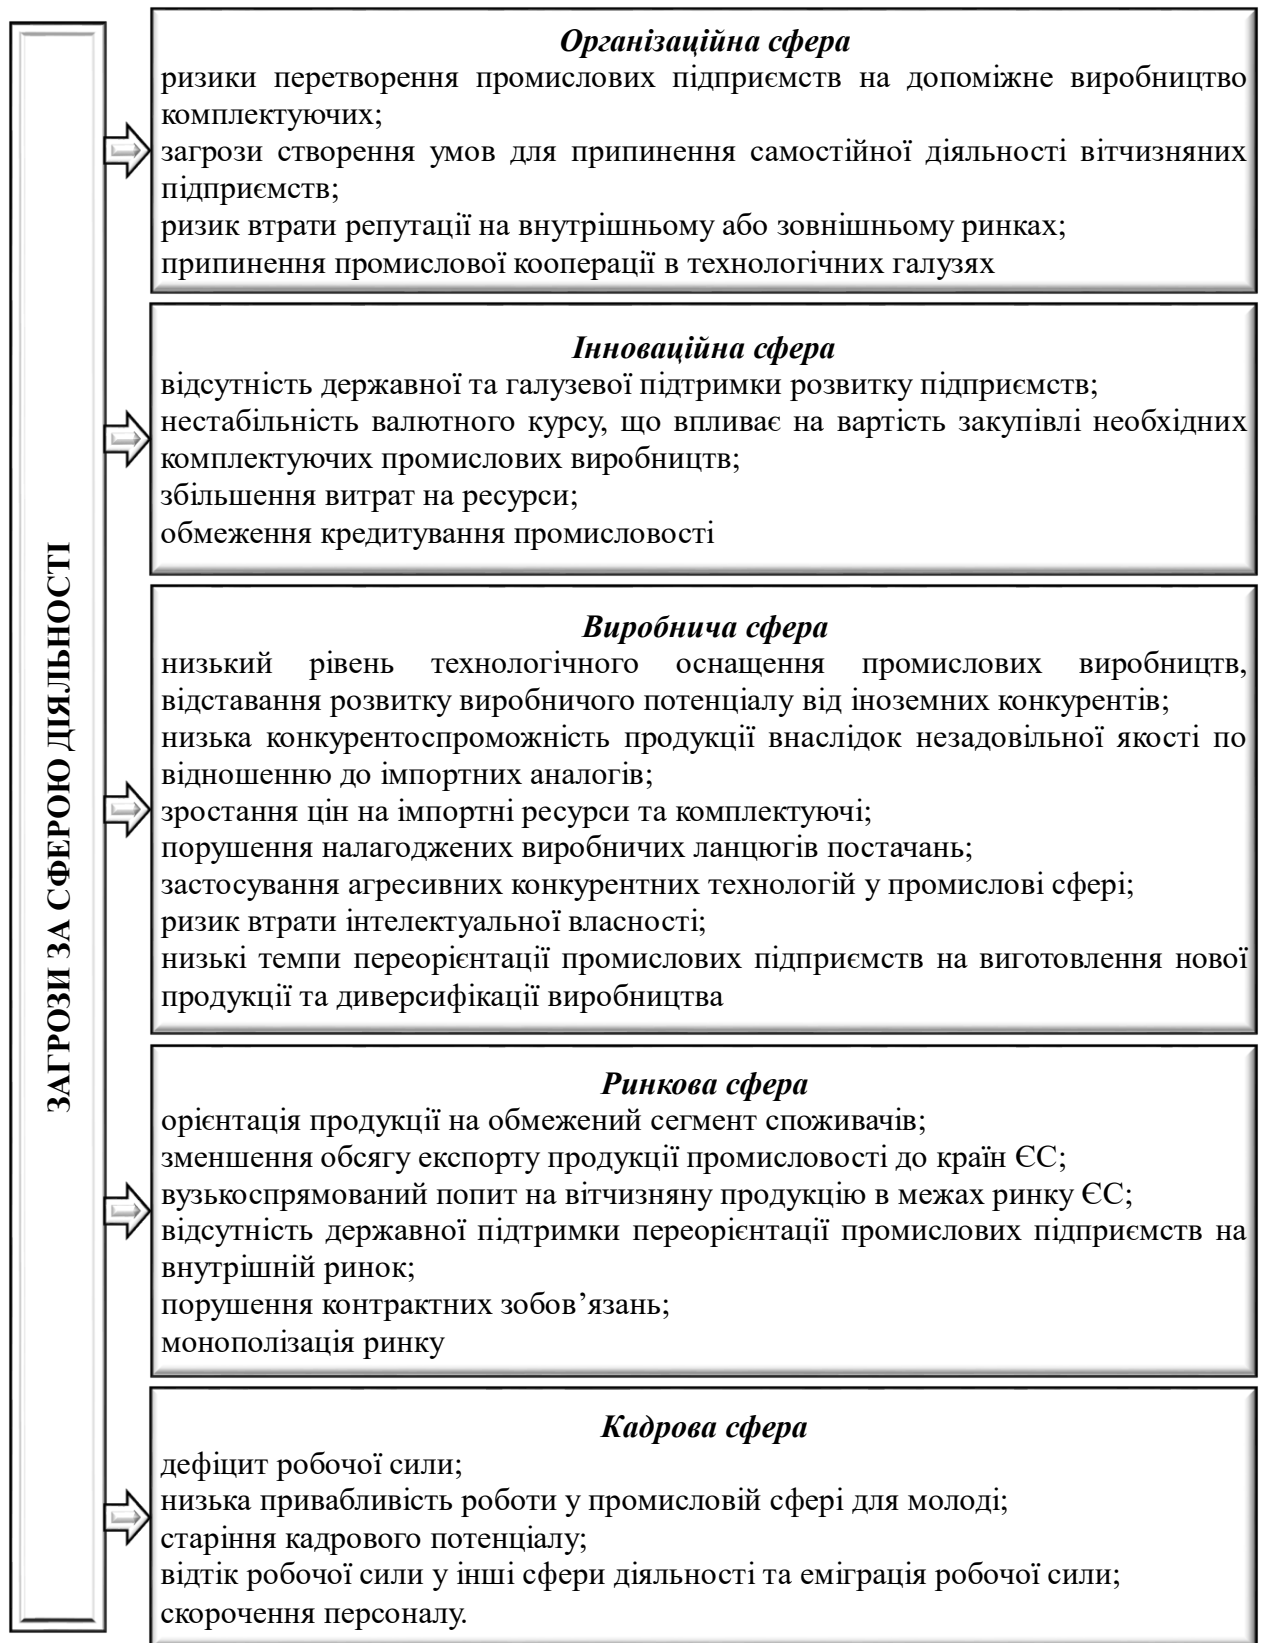 ЗАГРОЗИ ЗА СФЕРОЮ ДІЯЛЬНОСТІ
Організаційна сфера
ризики перетворення промислових підприємств на допоміжне виробництво
комплектуючих;
загрози створення умов для припинення самостійної діяльності вітчизняних
підприємств;
ризик втрати репутації на внутрішньому або зовнішньому ринках;
припинення промислової кооперації в технологічних галузях
Інноваційна сфера
відсутність державної та галузевої підтримки розвитку підприємств;
нестабільність валютного курсу, що впливає на вартість закупівлі необхідних
комплектуючих промислових виробництв;
збільшення витрат на ресурси;
обмеження кредитування промисловості
Виробнича сфера
низький рівень технологічного оснащення промислових виробництв,
відставання розвитку виробничого потенціалу від іноземних конкурентів;
низька конкурентоспроможність продукції внаслідок незадовільної якості по
відношенню до імпортних аналогів;
зростання цін на імпортні ресурси та комплектуючі;
порушення налагоджених виробничих ланцюгів постачань;
застосування агресивних конкурентних технологій у промислові сфері;
ризик втрати інтелектуальної власності;
низькі темпи переорієнтації промислових підприємств на виготовлення нової
продукції та диверсифікації виробництва
Ринкова сфера
орієнтація продукції на обмежений сегмент споживачів;
зменшення обсягу експорту продукції промисловості до країн ЄС;
вузькоспрямований попит на вітчизняну продукцію в межах ринку ЄС;
відсутність державної підтримки переорієнтації промислових підприємств на
внутрішній ринок;
порушення контрактних зобов’язань;
монополізація ринку
Кадрова сфера
дефіцит робочої сили;
низька привабливість роботи у промисловій сфері для молоді;
старіння кадрового потенціалу;
відтік робочої сили у інші сфери діяльності та еміграція робочої сили;
скорочення персоналу.